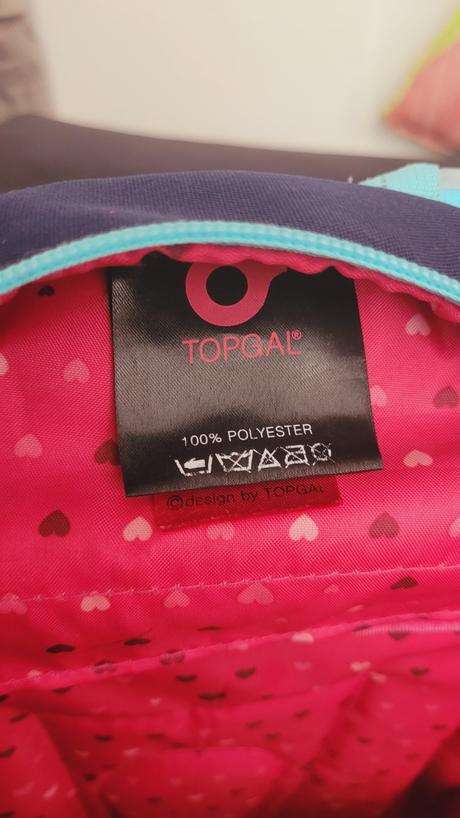 TOPGAL®
100% POLYESTER
©design by TOPGAL